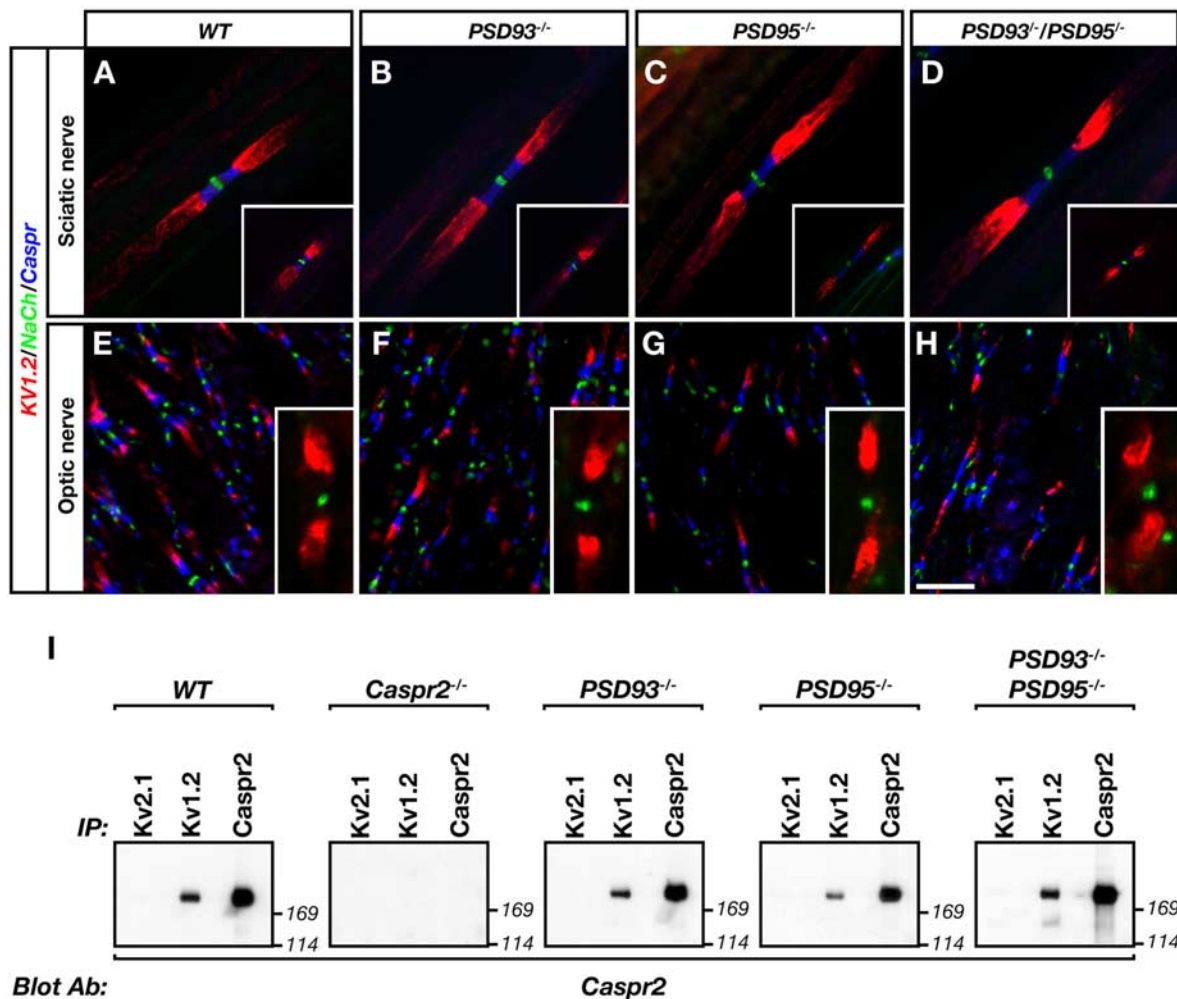 WT PSD93-/- PSD95-/- PSD93/-/PSD95/-
KV1.2/NaCh/Caspr
Sciatic nerve
A B C D
Optic nerve
E F G H
I
WT Caspr2-/- PSD93-/- PSD95-/- PSD93-/-
PSD95-/-
IP: Kv2.1 Kv1.2 Caspr2 Kv2.1 Kv1.2 Caspr2 Kv2.1 Kv1.2 Caspr2 Kv2.1 Kv1.2 Caspr2 Kv2.1 Kv1.2 Caspr2
169 169 169 169 169
114 114 114 114 114
Blot Ab: Caspr2